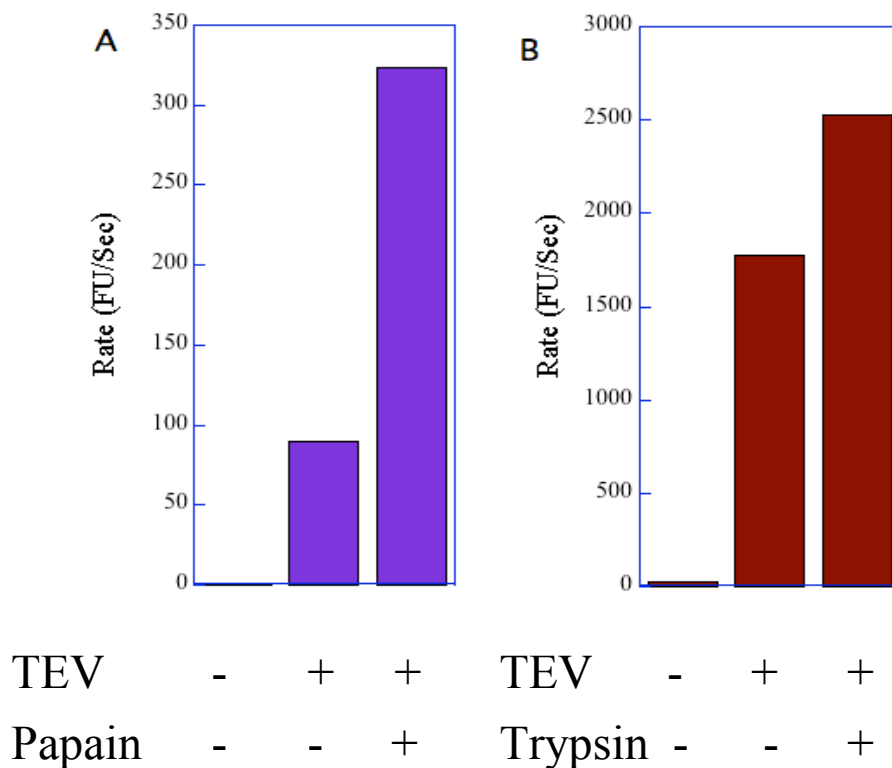 A
Rate (FU/Sec)
350
300
250
200
150
100
50
0
B
Rate (FU/Sec)
3000
2500
2000
1500
1000
500
0
TEV - + + TEV - + +
Papain - - + Trypsin - - +